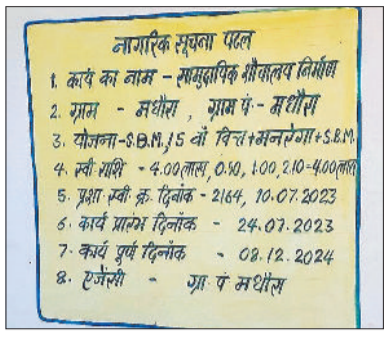 नागरिक सूचना पटल
1. कार्य का नाम - सामुदायिक शौचालय निर्माण
2. ग्राम - मधौरा, ग्राम पं. - मधौरा
3. योजना - S.B.M, 15 वॉ वित्त + मनरेगा + S.B.M.
4. स्वी राशि - 4.00 (लाख), 0.50, 1.00, 2.10 - 4.00 (लाख)
5. प्रशा. स्वी क्र. दिनांक - 2164, 10.07.2023
6. कार्य प्रारंभ दिनॉक - 24.07.2023
7. कार्य पूर्ण दिनॉक - 08.12.2024
8. एजेंसी - ग्रा. पं मधौरा